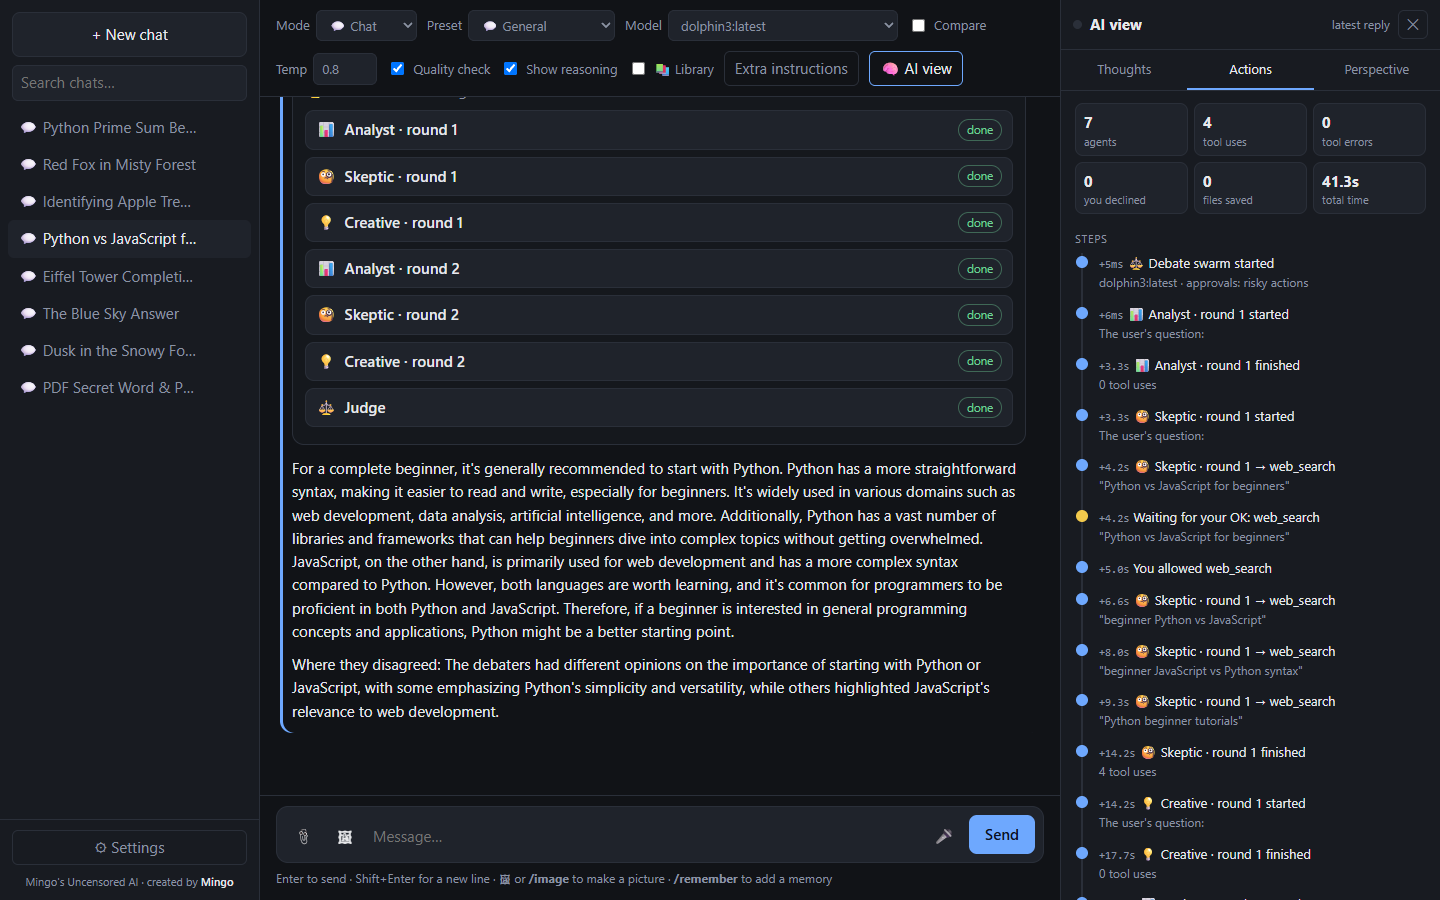 + New chat
Search chats...
Python Prime Sum Be...
Red Fox in Misty Forest
Identifying Apple Tre...
Python vs JavaScript f...
Eiffel Tower Completi...
The Blue Sky Answer
Dusk in the Snowy Fo...
PDF Secret Word & P...
⚙ Settings
Mingo's Uncensored AI · created by Mingo
Mode Chat Preset General Model dolphin3:latest Compare
Temp 0.8 Quality check Show reasoning Library Extra instructions AI view
Analyst · round 1 done
Skeptic · round 1 done
Creative · round 1 done
Analyst · round 2 done
Skeptic · round 2 done
Creative · round 2 done
Judge done
For a complete beginner, it's generally recommended to start with Python. Python has a more straightforward
syntax, making it easier to read and write, especially for beginners. It's widely used in various domains such as
web development, data analysis, artificial intelligence, and more. Additionally, Python has a vast number of
libraries and frameworks that can help beginners dive into complex topics without getting overwhelmed.
JavaScript, on the other hand, is primarily used for web development and has a more complex syntax
compared to Python. However, both languages are worth learning, and it's common for programmers to be
proficient in both Python and JavaScript. Therefore, if a beginner is interested in general programming
concepts and applications, Python might be a better starting point.
Where they disagreed: The debaters had different opinions on the importance of starting with Python or
JavaScript, with some emphasizing Python's simplicity and versatility, while others highlighted JavaScript's
relevance to web development.
Message...
Send
Enter to send · Shift+Enter for a new line · or /image to make a picture · /remember to add a memory
AI view latest reply
Thoughts Actions Perspective
7 4 0
agents tool uses tool errors
0 0 41.3s
you declined files saved total time
STEPS
+5ms Debate swarm started
dolphin3:latest · approvals: risky actions
+6ms Analyst · round 1 started
The user's question:
+3.3s Analyst · round 1 finished
0 tool uses
+3.3s Skeptic · round 1 started
The user's question:
+4.2s Skeptic · round 1 → web_search
"Python vs JavaScript for beginners"
+4.2s Waiting for your OK: web_search
"Python vs JavaScript for beginners"
+5.0s You allowed web_search
+6.6s Skeptic · round 1 → web_search
"beginner Python vs JavaScript"
+8.0s Skeptic · round 1 → web_search
"beginner JavaScript vs Python syntax"
+9.3s Skeptic · round 1 → web_search
"Python beginner tutorials"
+14.2s Skeptic · round 1 finished
4 tool uses
+14.2s Creative · round 1 started
The user's question:
+17.7s Creative · round 1 finished
0 tool uses